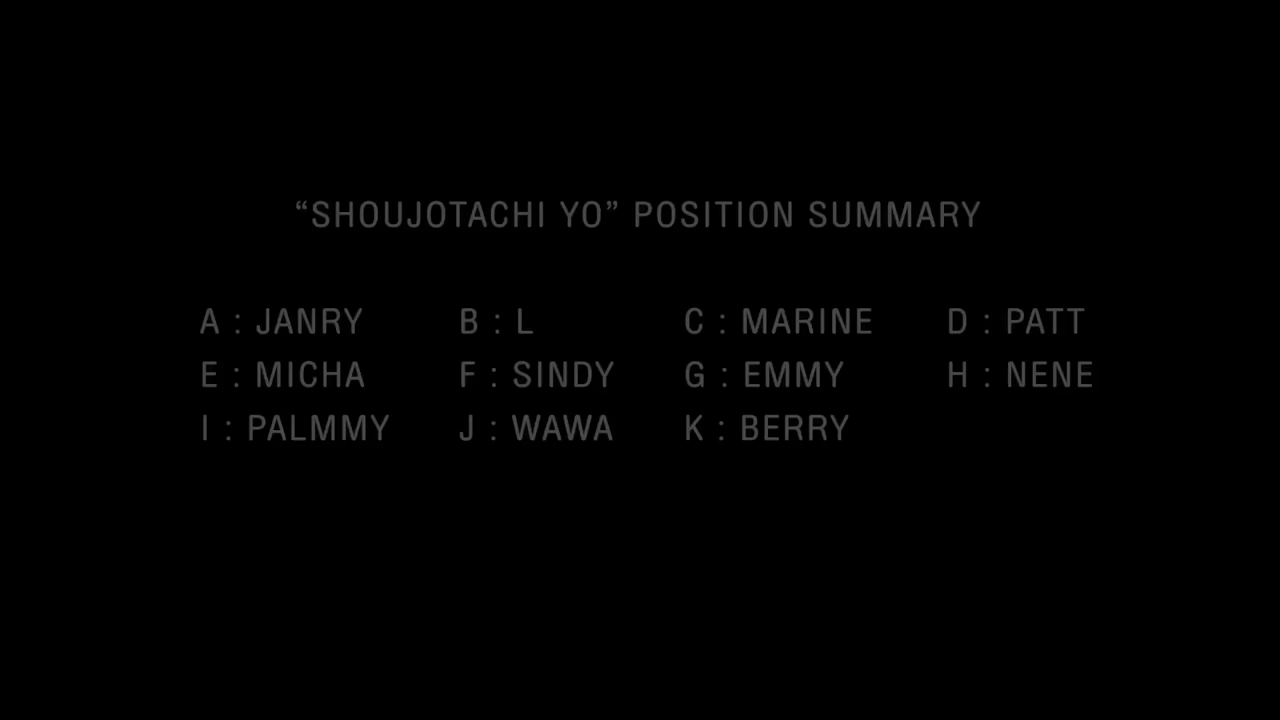 “SHOUJOTACHI YO” POSITION SUMMARY
A : JANRY B : L C : MARINE D : PATT
E : MICHA F : SINDY G : EMMY H : NENE
I : PALMMY J : WAWA K : BERRY